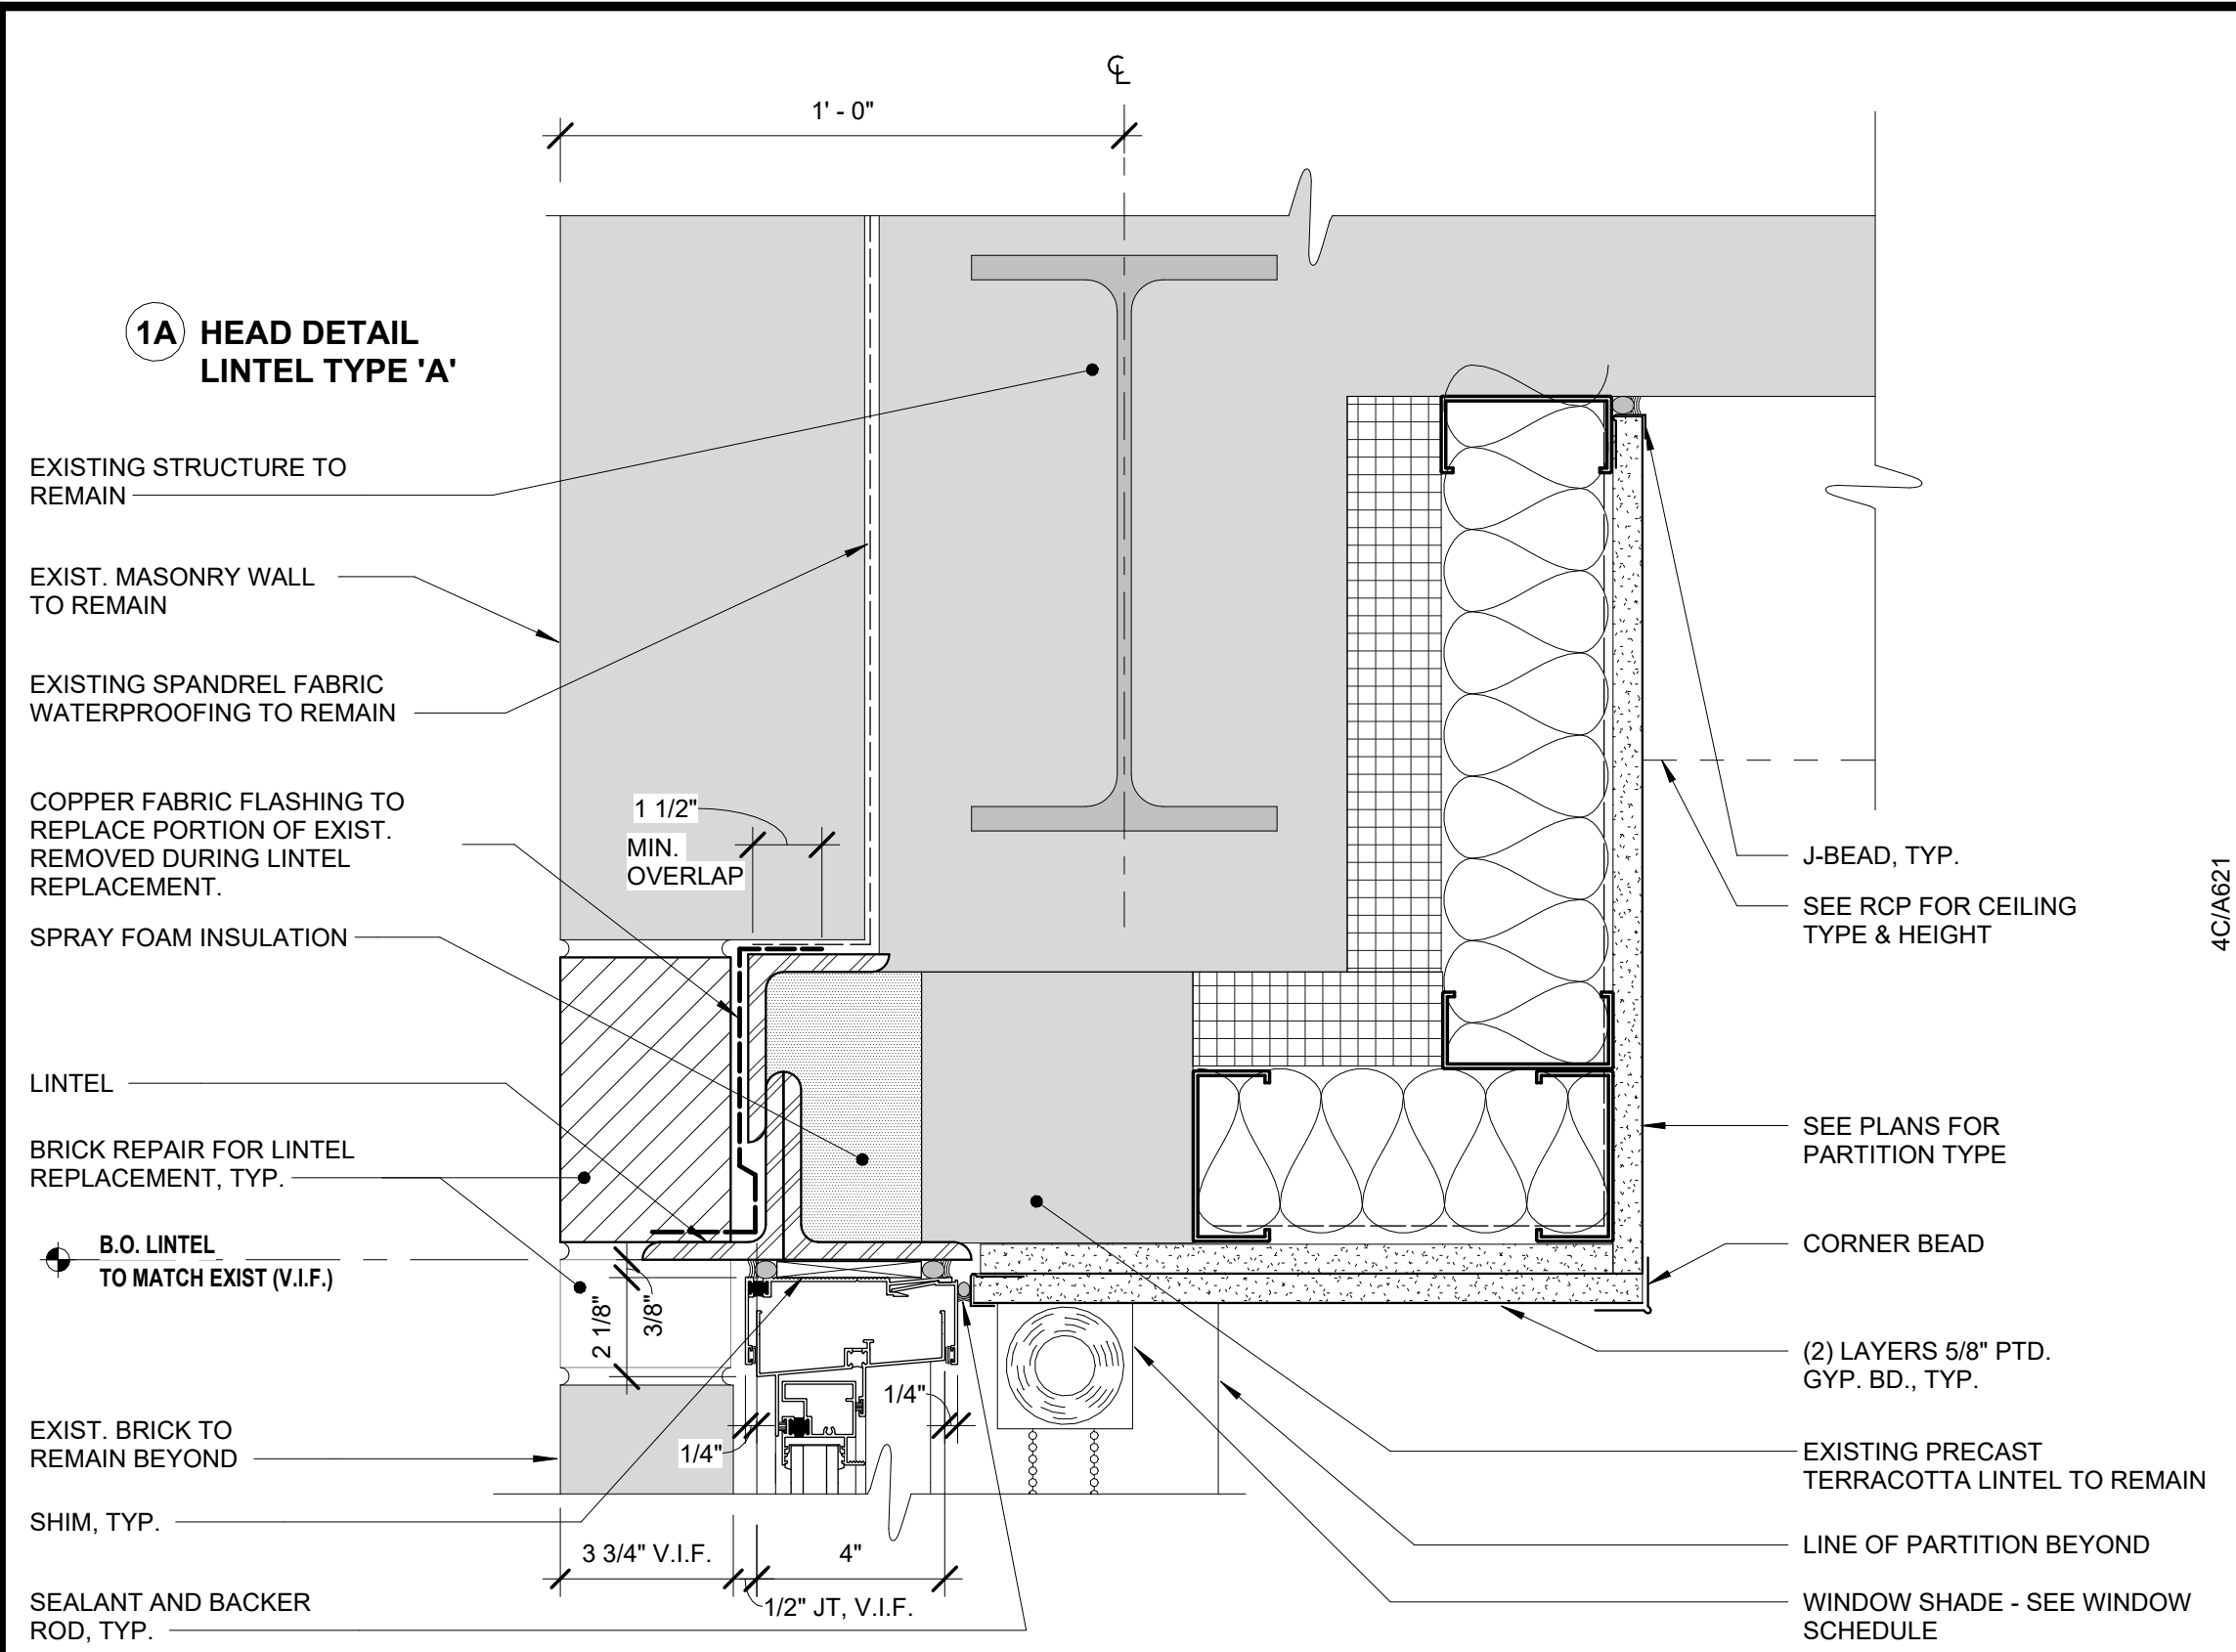 ℄
1' - 0"
1A HEAD DETAIL
LINTEL TYPE 'A'
EXISTING STRUCTURE TO
REMAIN
EXIST. MASONRY WALL
TO REMAIN
EXISTING SPANDREL FABRIC
WATERPROOFING TO REMAIN
COPPER FABRIC FLASHING TO
REPLACE PORTION OF EXIST.
REMOVED DURING LINTEL
REPLACEMENT.
1 1/2"
MIN.
OVERLAP
SPRAY FOAM INSULATION
LINTEL
BRICK REPAIR FOR LINTEL
REPLACEMENT, TYP.
B.O. LINTEL
TO MATCH EXIST (V.I.F.)
2 1/8"
3/8"
EXIST. BRICK TO
REMAIN BEYOND
1/4"
1/4"
SHIM, TYP.
3 3/4" V.I.F.
4"
1/2" JT, V.I.F.
SEALANT AND BACKER
ROD, TYP.
J-BEAD, TYP.
SEE RCP FOR CEILING
TYPE & HEIGHT
SEE PLANS FOR
PARTITION TYPE
CORNER BEAD
(2) LAYERS 5/8" PTD.
GYP. BD., TYP.
EXISTING PRECAST
TERRACOTTA LINTEL TO REMAIN
LINE OF PARTITION BEYOND
WINDOW SHADE - SEE WINDOW
SCHEDULE
4C/A621